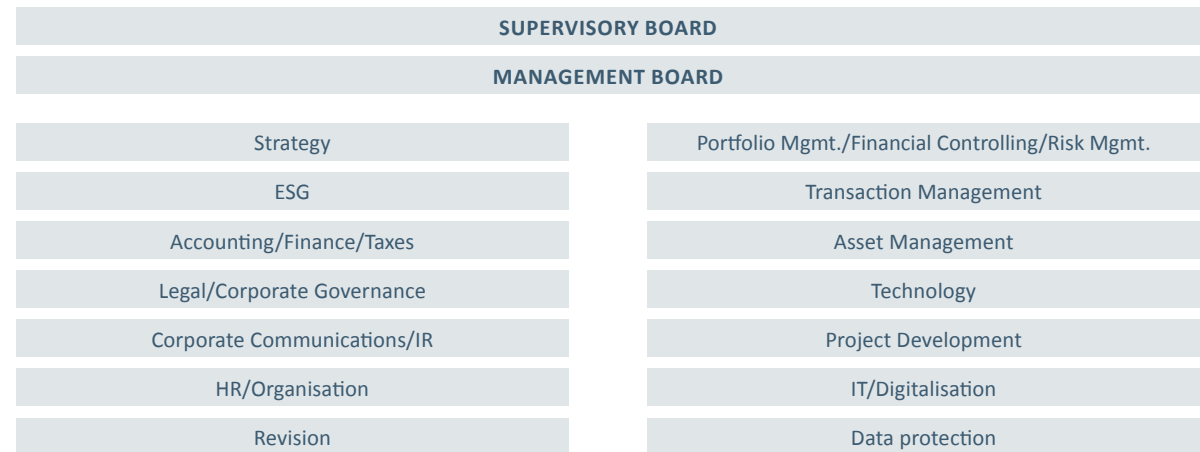 SUPERVISORY BOARD
MANAGEMENT BOARD
Strategy
ESG
Accounting/Finance/Taxes
Legal/Corporate Governance
Corporate Communications/IR
HR/Organisation
Revision
Portfolio Mgmt./Financial Controlling/Risk Mgmt.
Transaction Management
Asset Management
Technology
Project Development
IT/Digitalisation
Data protection